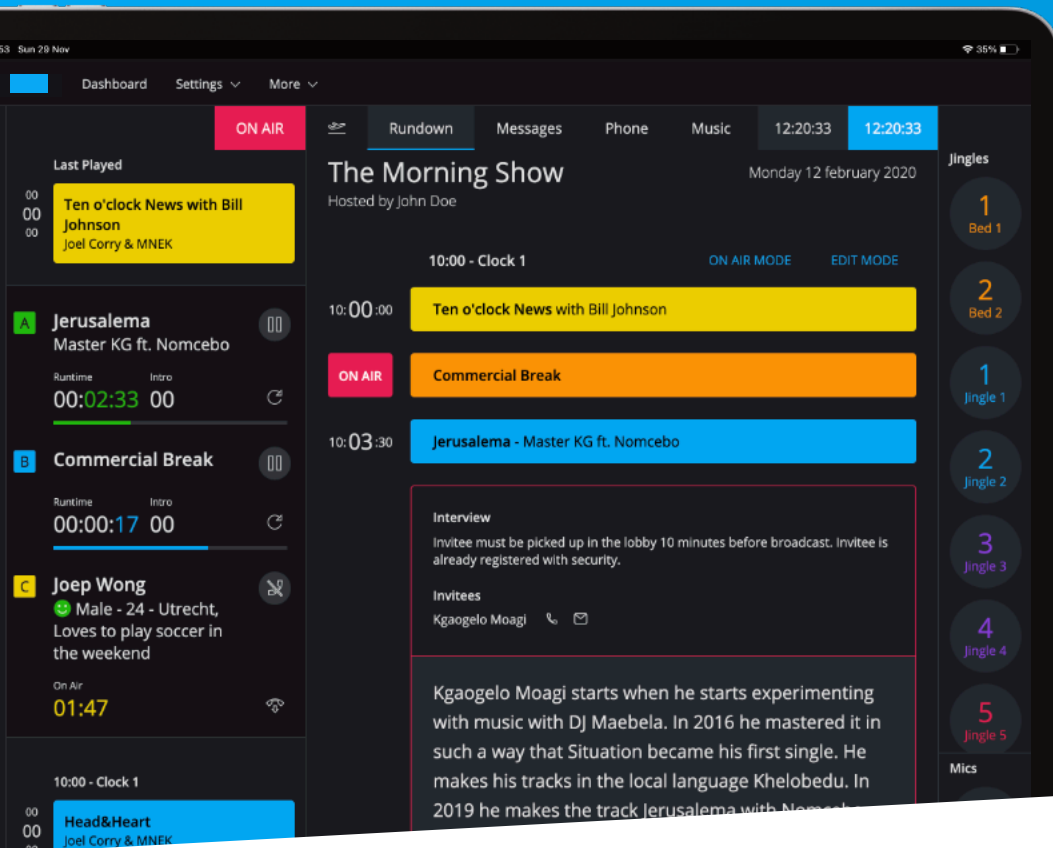 53 Sun 29 Nov
35%
Dashboard Settings More
ON AIR
Last Played
00
00
00
Ten o'clock News with Bill
Johnson
Joel Corry & MNEK
A
Jerusalema
Master KG ft. Nomcebo
Runtime Intro
00:02:33 00
B
Commercial Break
Runtime Intro
00:00:17 00
C
Joep Wong
Male - 24 - Utrecht,
Loves to play soccer in
the weekend
On Air
01:47
10:00 - Clock 1
00
00
Head&Heart
Joel Corry & MNEK
Rundown Messages Phone Music 12:20:33 12:20:33
The Morning Show
Monday 12 february 2020
Hosted by John Doe
10:00 - Clock 1 ON AIR MODE EDIT MODE
10:00:00 Ten o'clock News with Bill Johnson
ON AIR Commercial Break
10:03:30 Jerusalema - Master KG ft. Nomcebo
Interview
Invitee must be picked up in the lobby 10 minutes before broadcast. Invitee is
already registered with security.
Invitees
Kgaogelo Moagi
Kgaogelo Moagi starts when he starts experimenting
with music with DJ Maebela. In 2016 he mastered it in
such a way that Situation became his first single. He
makes his tracks in the local language Khelobedu. In
2019 he makes the track Jerusalema with
Jingles
1
Bed 1
2
Bed 2
1
Jingle 1
2
Jingle 2
3
Jingle 3
4
Jingle 4
5
Jingle 5
Mics